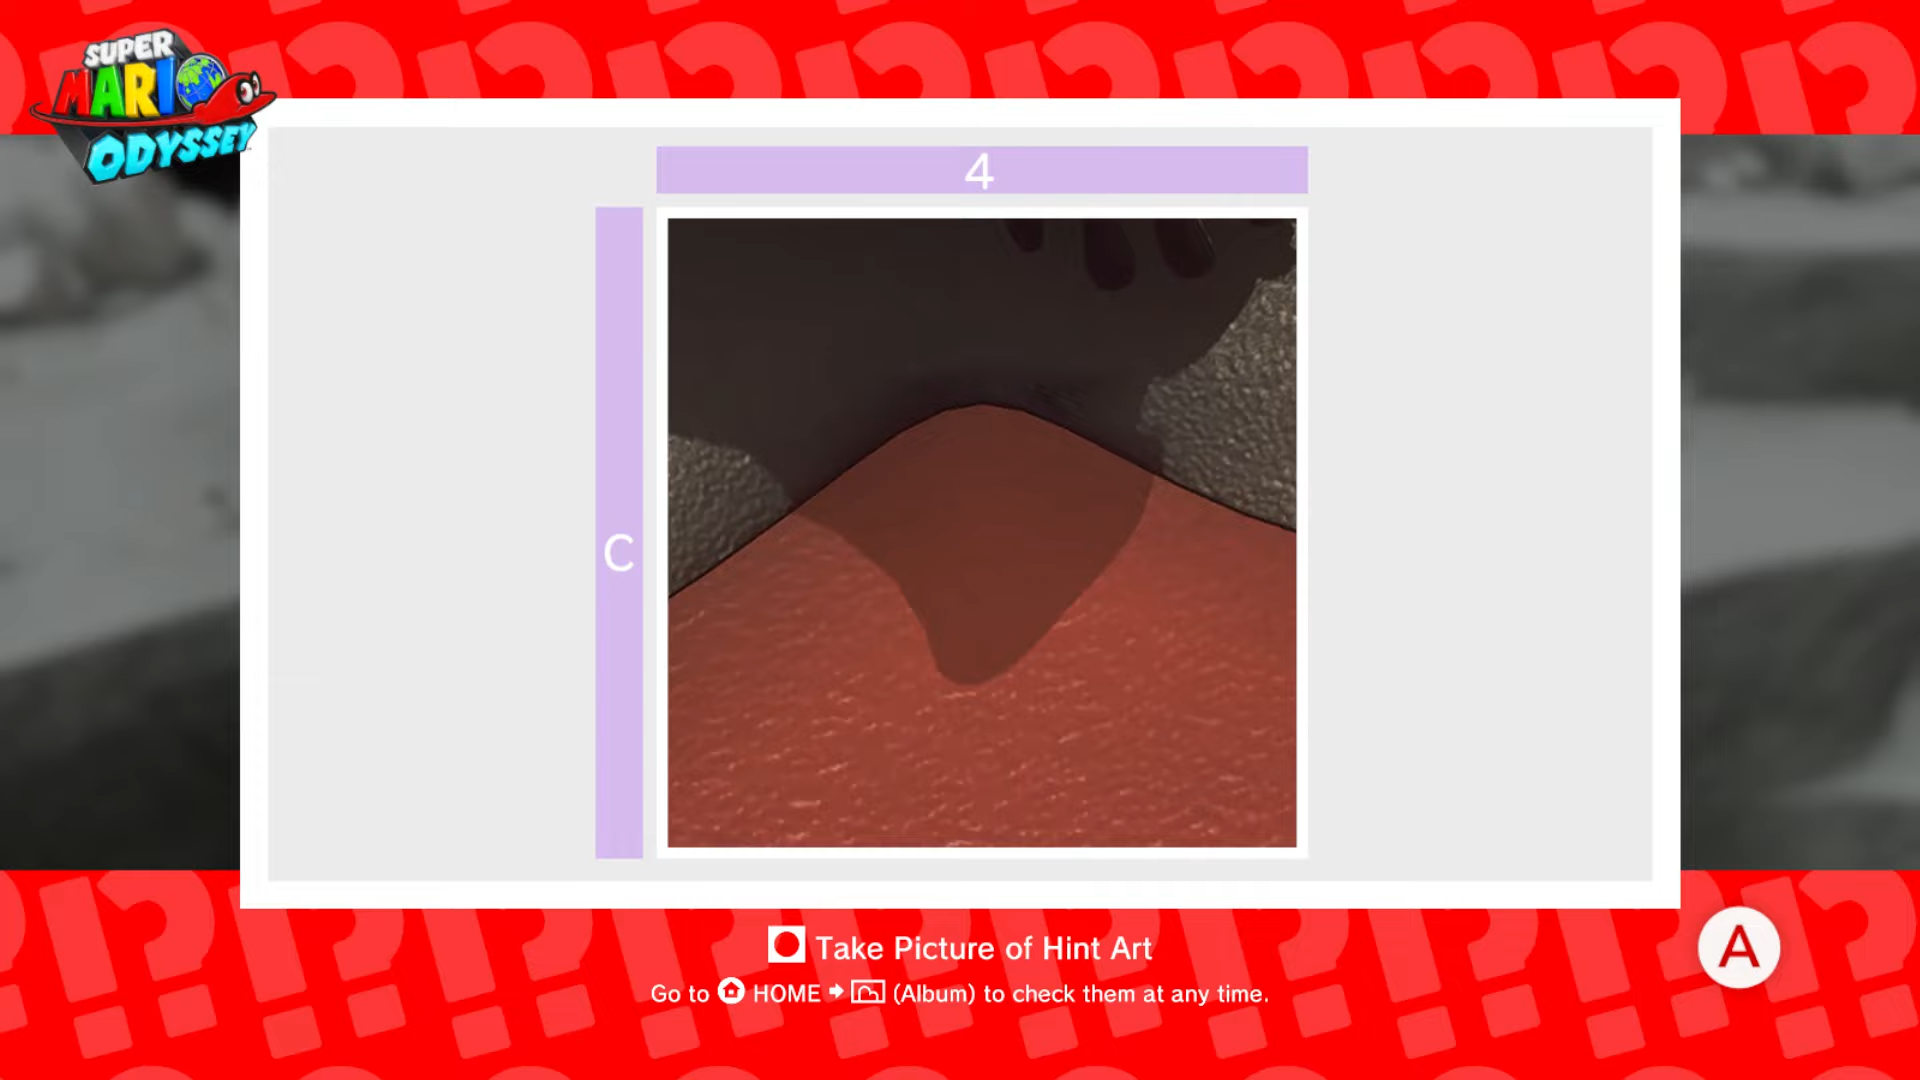 SUPER
MARIO
ODYSSEY
4
C
Take Picture of Hint Art
Go to HOME (Album) to check them at any time.
A